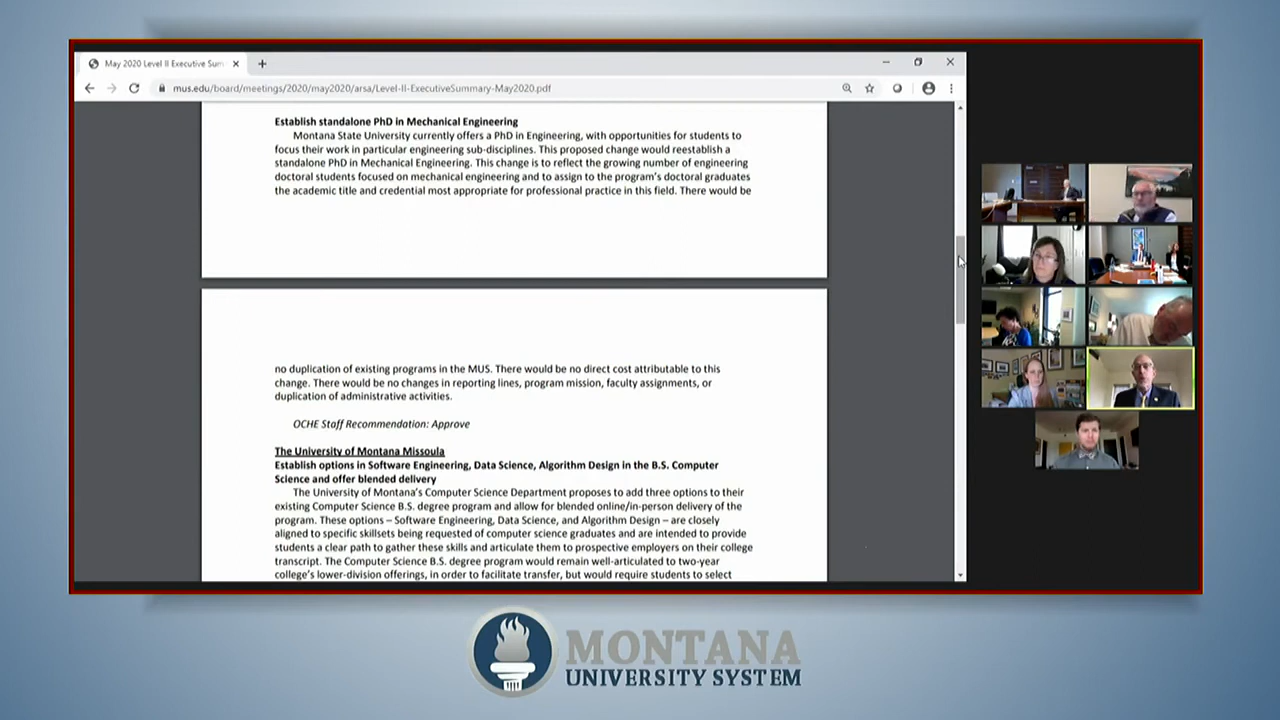 May 2020 Level II Executive Sum
mus.edu/board/meetings/2020/may2020/arsa/Level-II-ExecutiveSummary-May2020.pdf
Establish standalone PhD in Mechanical Engineering
Montana State University currently offers a PhD in Engineering, with opportunities for students to
focus their work in particular engineering sub-disciplines. This proposed change would reestablish a
standalone PhD in Mechanical Engineering. This change is to reflect the growing number of engineering
doctoral students focused on mechanical engineering and to assign to the program's doctoral graduates
the academic title and credential most appropriate for professional practice in this field. There would be
no duplication of existing programs in the MUS. There would be no direct cost attributable to this
change. There would be no changes in reporting lines, program mission, faculty assignments, or
duplication of administrative activities.
OCHE Staff Recommendation: Approve
The University of Montana Missoula
Establish options in Software Engineering, Data Science, Algorithm Design in the B.S. Computer
Science and offer blended delivery
The University of Montana's Computer Science Department proposes to add three options to their
existing Computer Science B.S. degree program and allow for blended online/in-person delivery of the
program. These options – Software Engineering, Data Science, and Algorithm Design – are closely
aligned to specific skillsets being requested of computer science graduates and are intended to provide
students a clear path to gather these skills and articulate them to prospective employers on their college
transcript. The Computer Science B.S. degree program would remain well-articulated to two-year
college's lower-division offerings, in order to facilitate transfer, but would require students to select
MONTANA
UNIVERSITY SYSTEM